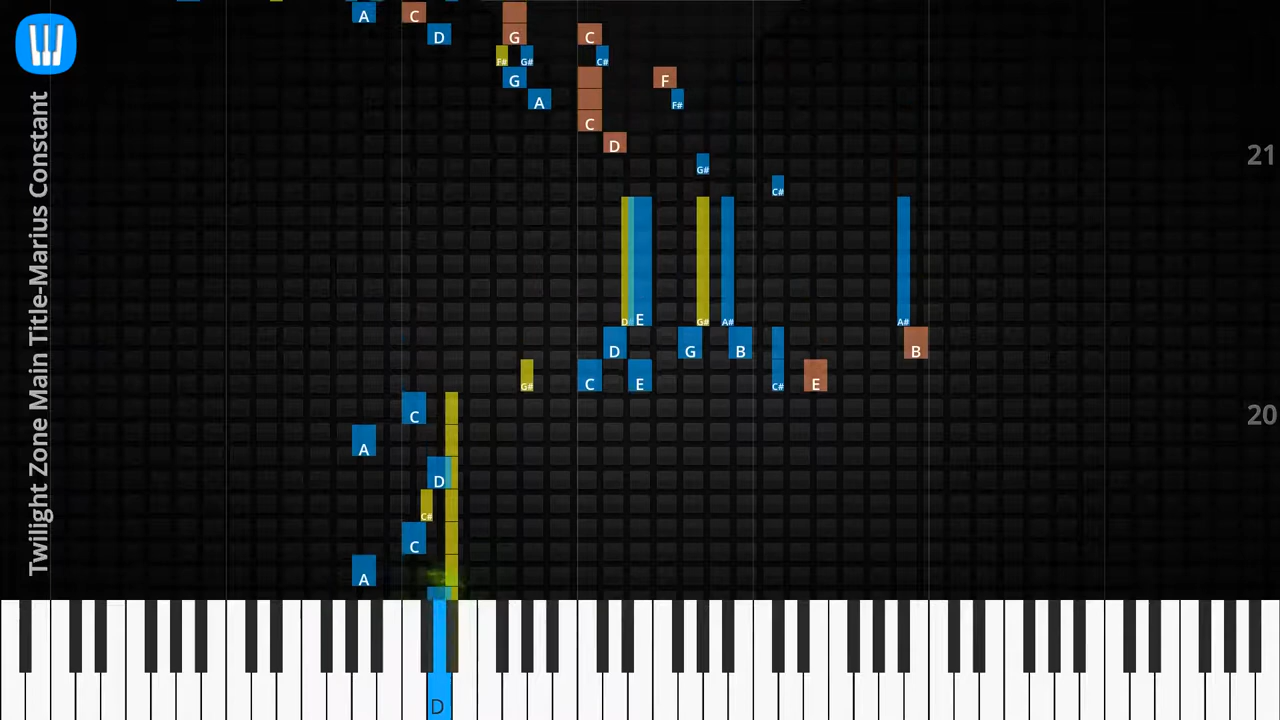 Twilight Zone Main Title-Marius Constant
A C
D G C
F# G# C#
G F
A F#
C
D
21
G#
C#
D# E G# A# A#
D G B B
G# C E C# E
C
20
A
D
C#
C
A
D